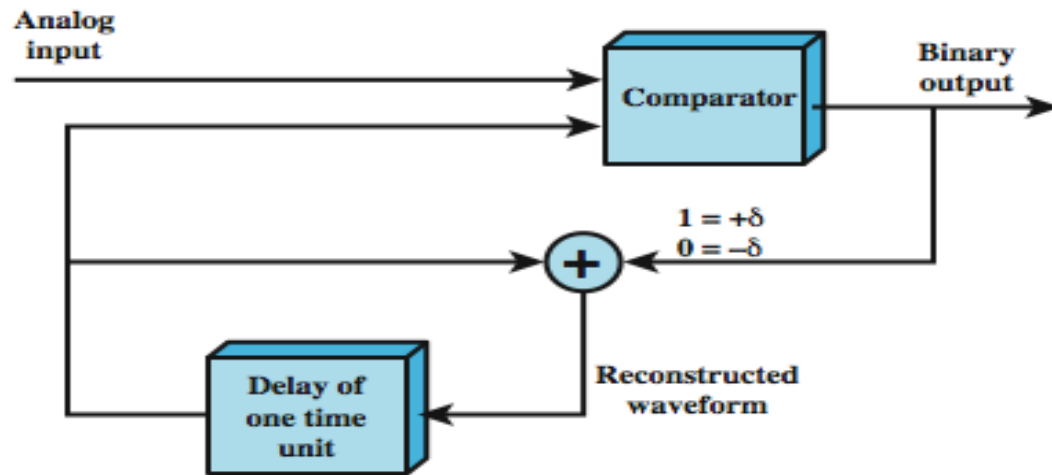 Analog
input
Comparator
Binary
output
1 = +δ
0 = –δ
+
Reconstructed
waveform
Delay of
one time
unit